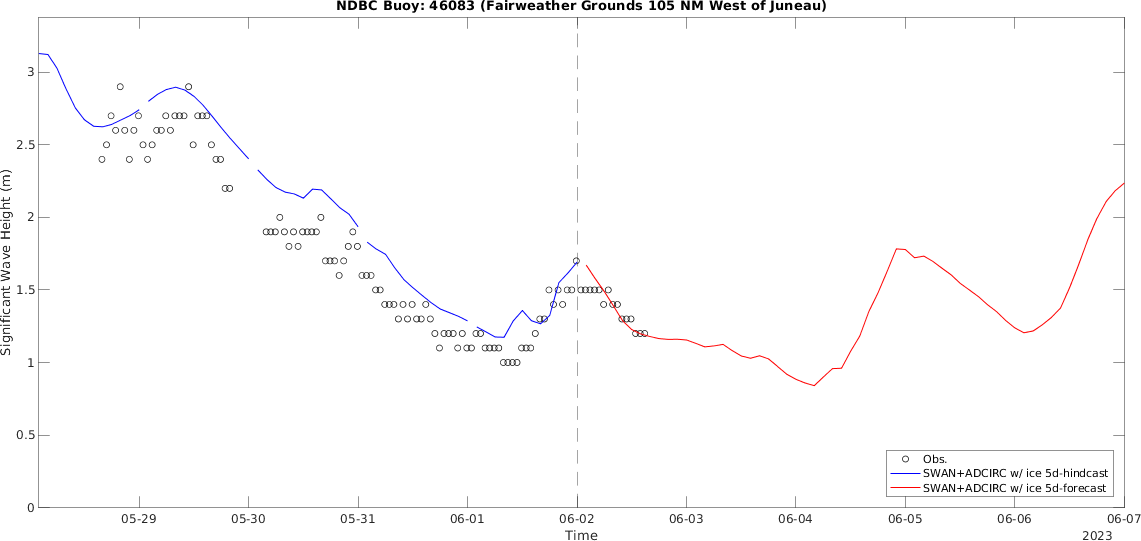 NDBC Buoy: 46083 (Fairweather Grounds 105 NM West of Juneau)
Significant Wave Height (m)
3
2.5
2
1.5
1
0.5
0
Obs.
SWAN+ADCIRC w/ ice 5d-hindcast
SWAN+ADCIRC w/ ice 5d-forecast
05-29 05-30 05-31 06-01 06-02 06-03 06-04 06-05 06-06 06-07
Time
2023